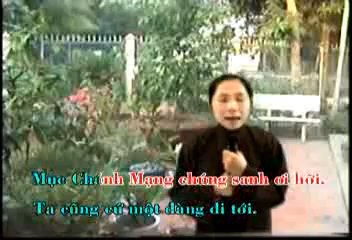 Mục Chánh Mạng chúng sanh ơi hỡi.
Ta cũng cứ một đàng đi tới.